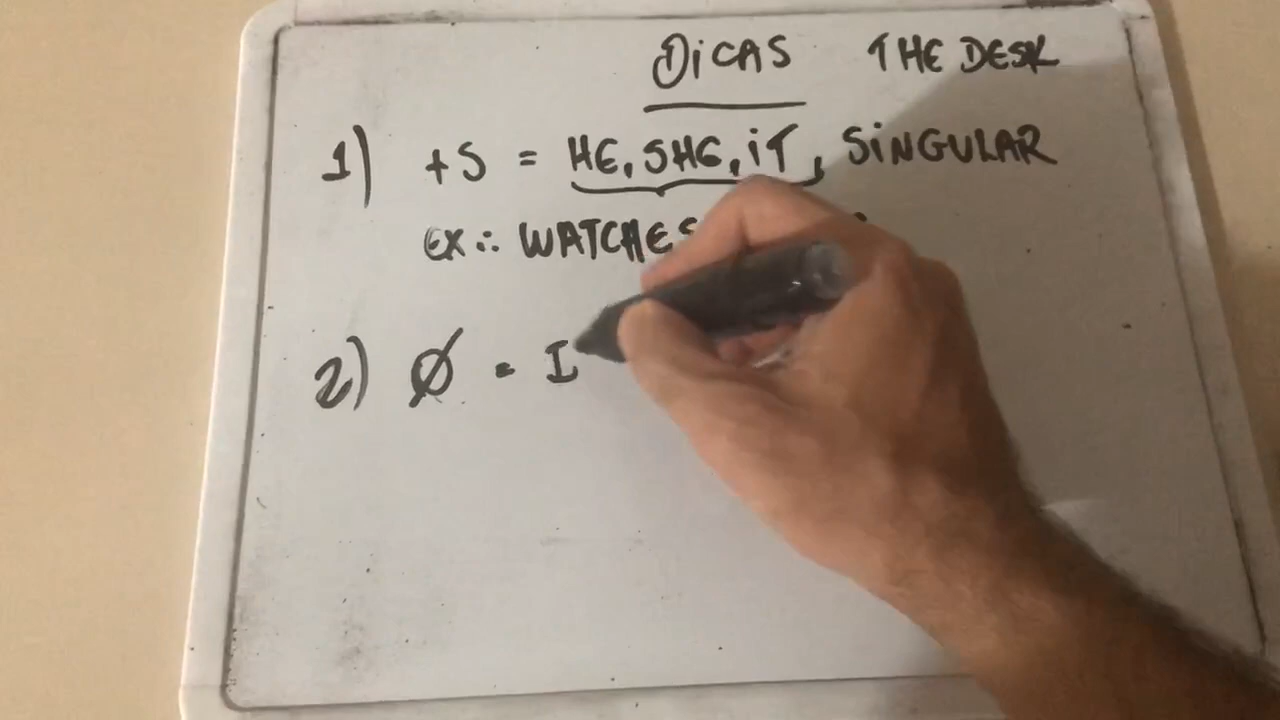 DiCAS THE DESK
1) +S = HE, SHE, iT, SiNGULAR
EX ∴ WATCHES
2) Ø = I